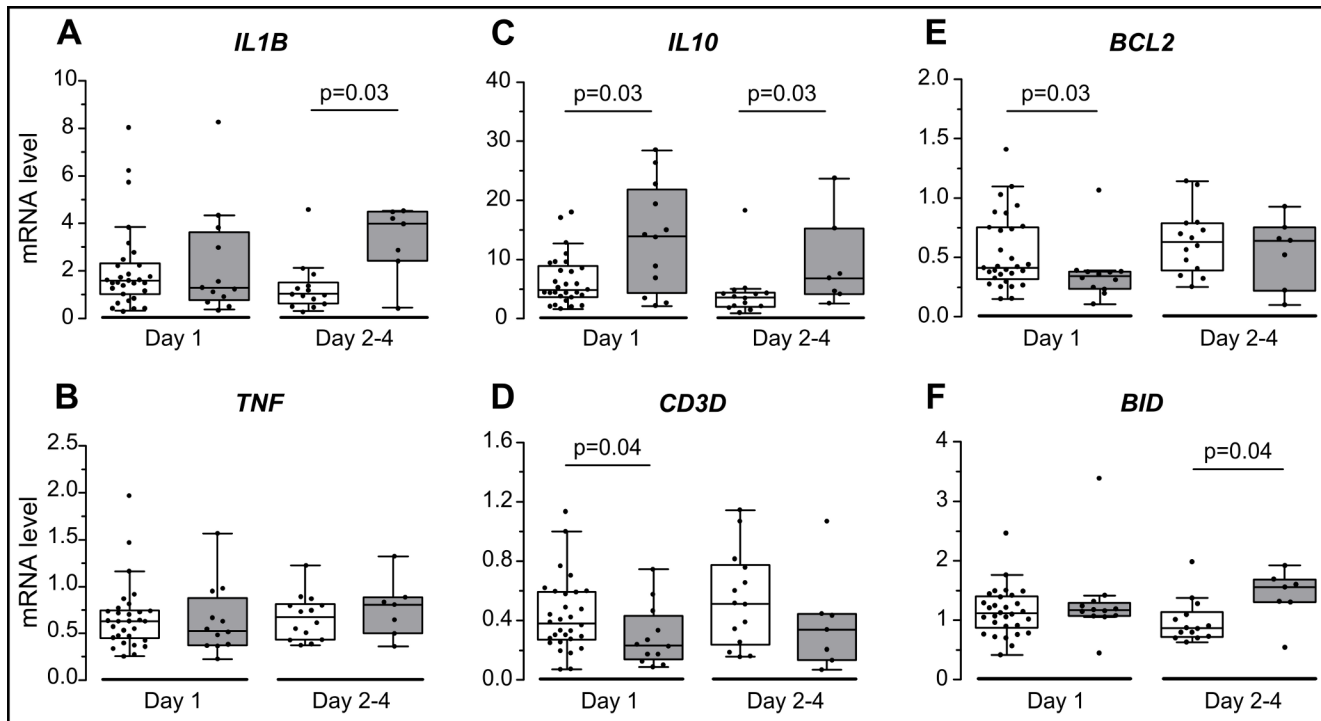 A
IL1B
mRNA level
10
8
6
4
2
0
p=0.03
Day 1
Day 2-4
C
IL10
40
30
20
10
0
p=0.03
p=0.03
Day 1
Day 2-4
E
BCL2
2.0
1.5
1.0
0.5
0.0
p=0.03
Day 1
Day 2-4
B
TNF
mRNA level
2.5
2.0
1.5
1.0
0.5
0.0
Day 1
Day 2-4
D
CD3D
1.6
1.2
0.8
0.4
0.0
p=0.04
Day 1
Day 2-4
F
BID
4
3
2
1
0
p=0.04
Day 1
Day 2-4